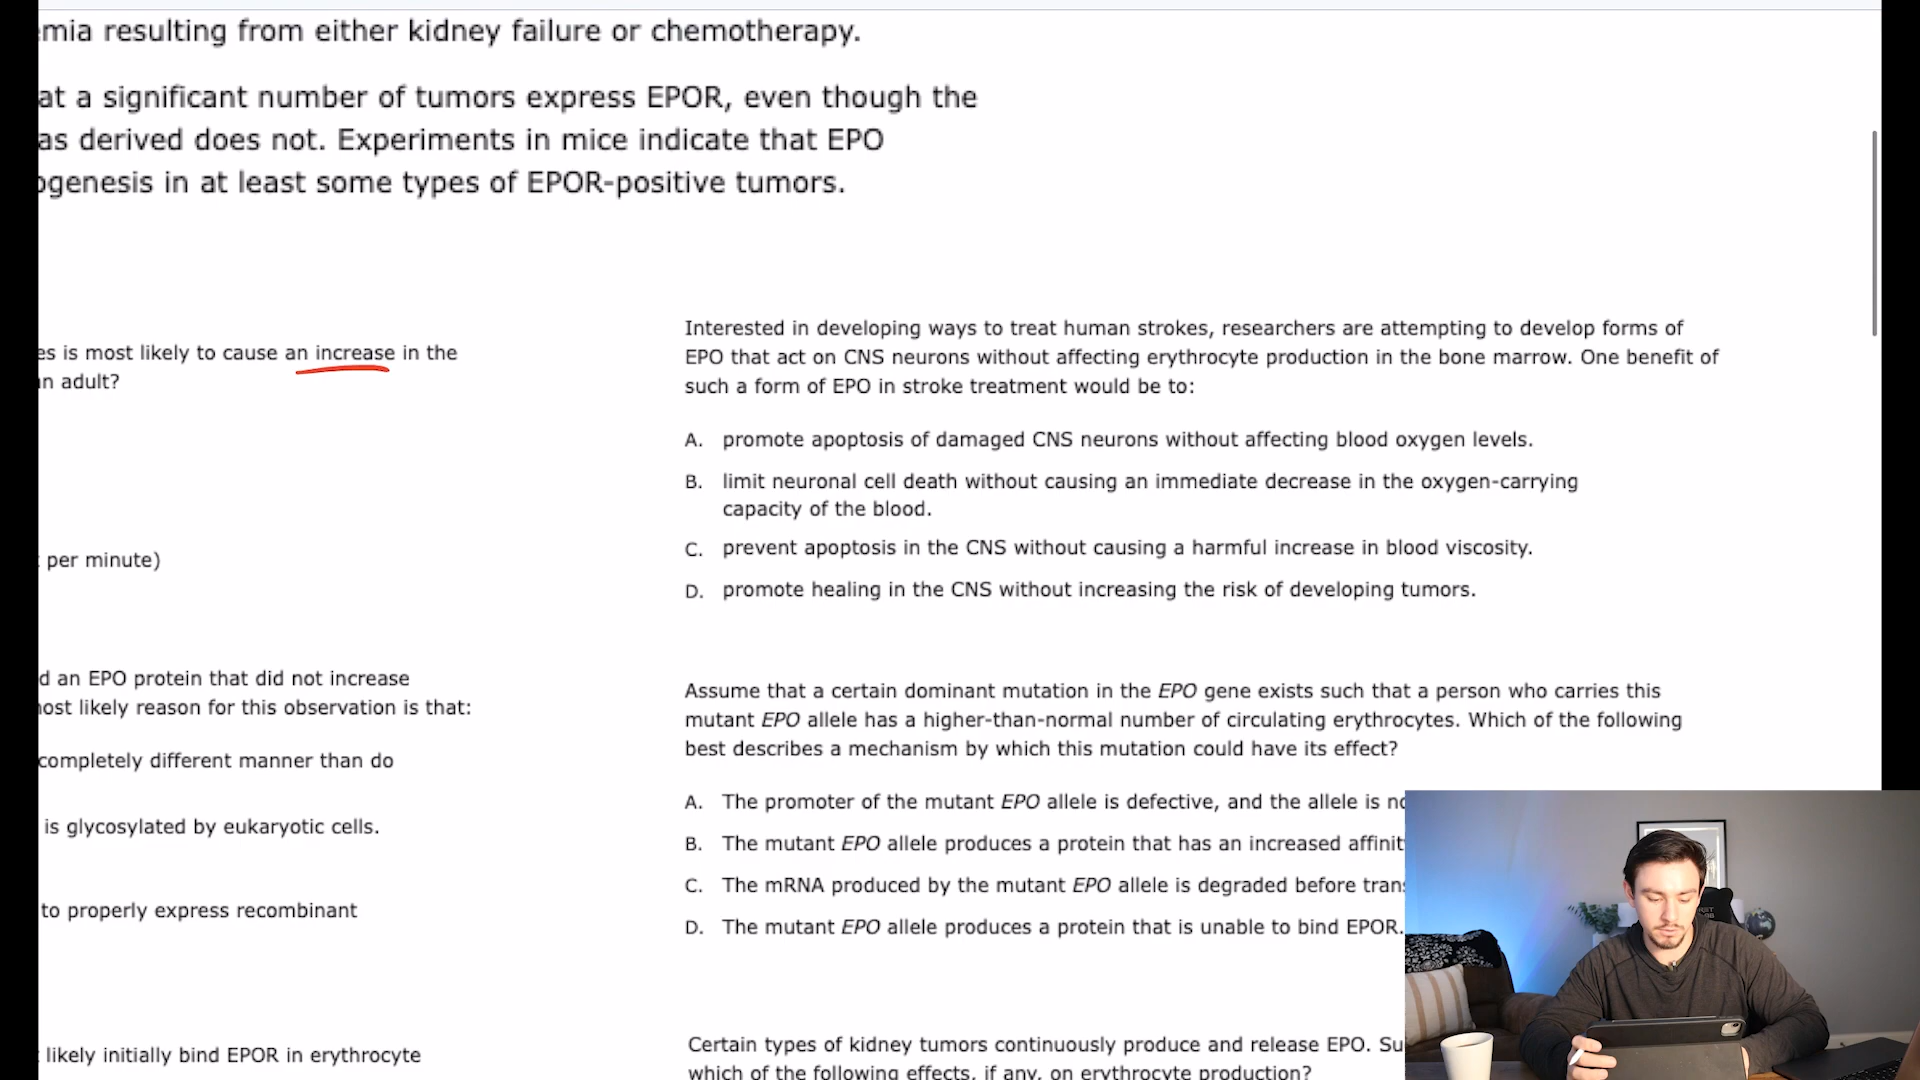 mia resulting from either kidney failure or chemotherapy.
at a significant number of tumors express EPOR, even though the
as derived does not. Experiments in mice indicate that EPO
ogenesis in at least some types of EPOR-positive tumors.
es is most likely to cause an increase in the
n adult?
per minute)
d an EPO protein that did not increase
ost likely reason for this observation is that:
completely different manner than do
is glycosylated by eukaryotic cells.
to properly express recombinant
likely initially bind EPOR in erythrocyte
Interested in developing ways to treat human strokes, researchers are attempting to develop forms of
EPO that act on CNS neurons without affecting erythrocyte production in the bone marrow. One benefit of
such a form of EPO in stroke treatment would be to:
A. promote apoptosis of damaged CNS neurons without affecting blood oxygen levels.
B. limit neuronal cell death without causing an immediate decrease in the oxygen-carrying
capacity of the blood.
C. prevent apoptosis in the CNS without causing a harmful increase in blood viscosity.
D. promote healing in the CNS without increasing the risk of developing tumors.
Assume that a certain dominant mutation in the EPO gene exists such that a person who carries this
mutant EPO allele has a higher-than-normal number of circulating erythrocytes. Which of the following
best describes a mechanism by which this mutation could have its effect?
A. The promoter of the mutant EPO allele is defective, and the allele is no
B. The mutant EPO allele produces a protein that has an increased affinit
C. The mRNA produced by the mutant EPO allele is degraded before tran
D. The mutant EPO allele produces a protein that is unable to bind EPOR.
Certain types of kidney tumors continuously produce and release EPO. Su
which of the following effects, if any, on erythrocyte production?